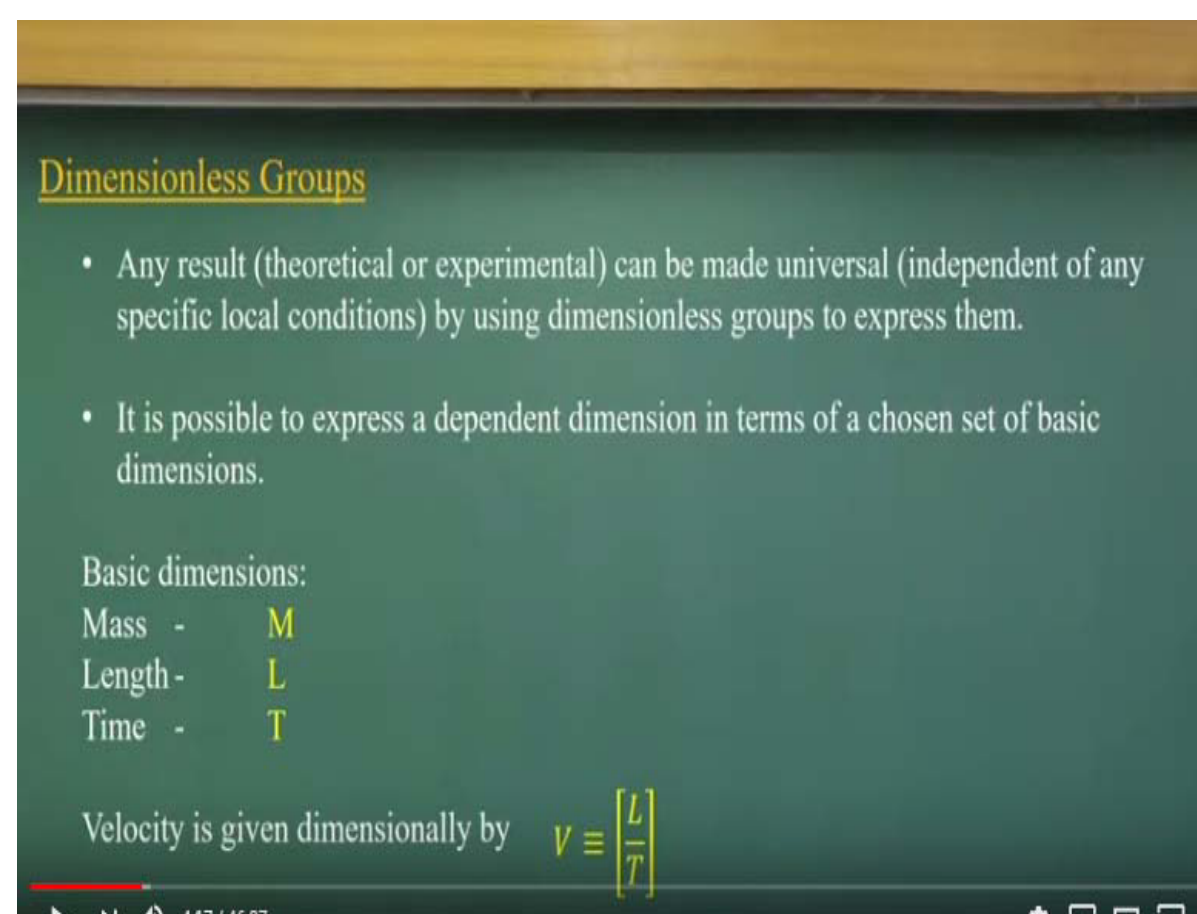 Dimensionless Groups
• Any result (theoretical or experimental) can be made universal (independent of any
specific local conditions) by using dimensionless groups to express them.
• It is possible to express a dependent dimension in terms of a chosen set of basic
dimensions.
Basic dimensions:
Mass - M
Length - L
Time - T
Velocity is given dimensionally by V ≡ [L/T]